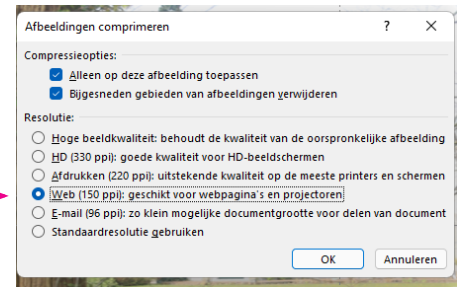 Afbeeldingen comprimeren ? ×
Compressieopties:
Alleen op deze afbeelding toepassen
Bijgesneden gebieden van afbeeldingen verwijderen
Resolutie:
Hoge beeldkwaliteit: behoudt de kwaliteit van de oorspronkelijke afbeelding
HD (330 ppi): goede kwaliteit voor HD-beeldschermen
Afdrukken (220 ppi): uitstekende kwaliteit op de meeste printers en schermen
Web (150 ppi): geschikt voor webpagina's en projectoren
E-mail (96 ppi): zo klein mogelijke documentgrootte voor delen van document
Standaardresolutie gebruiken
OK Annuleren